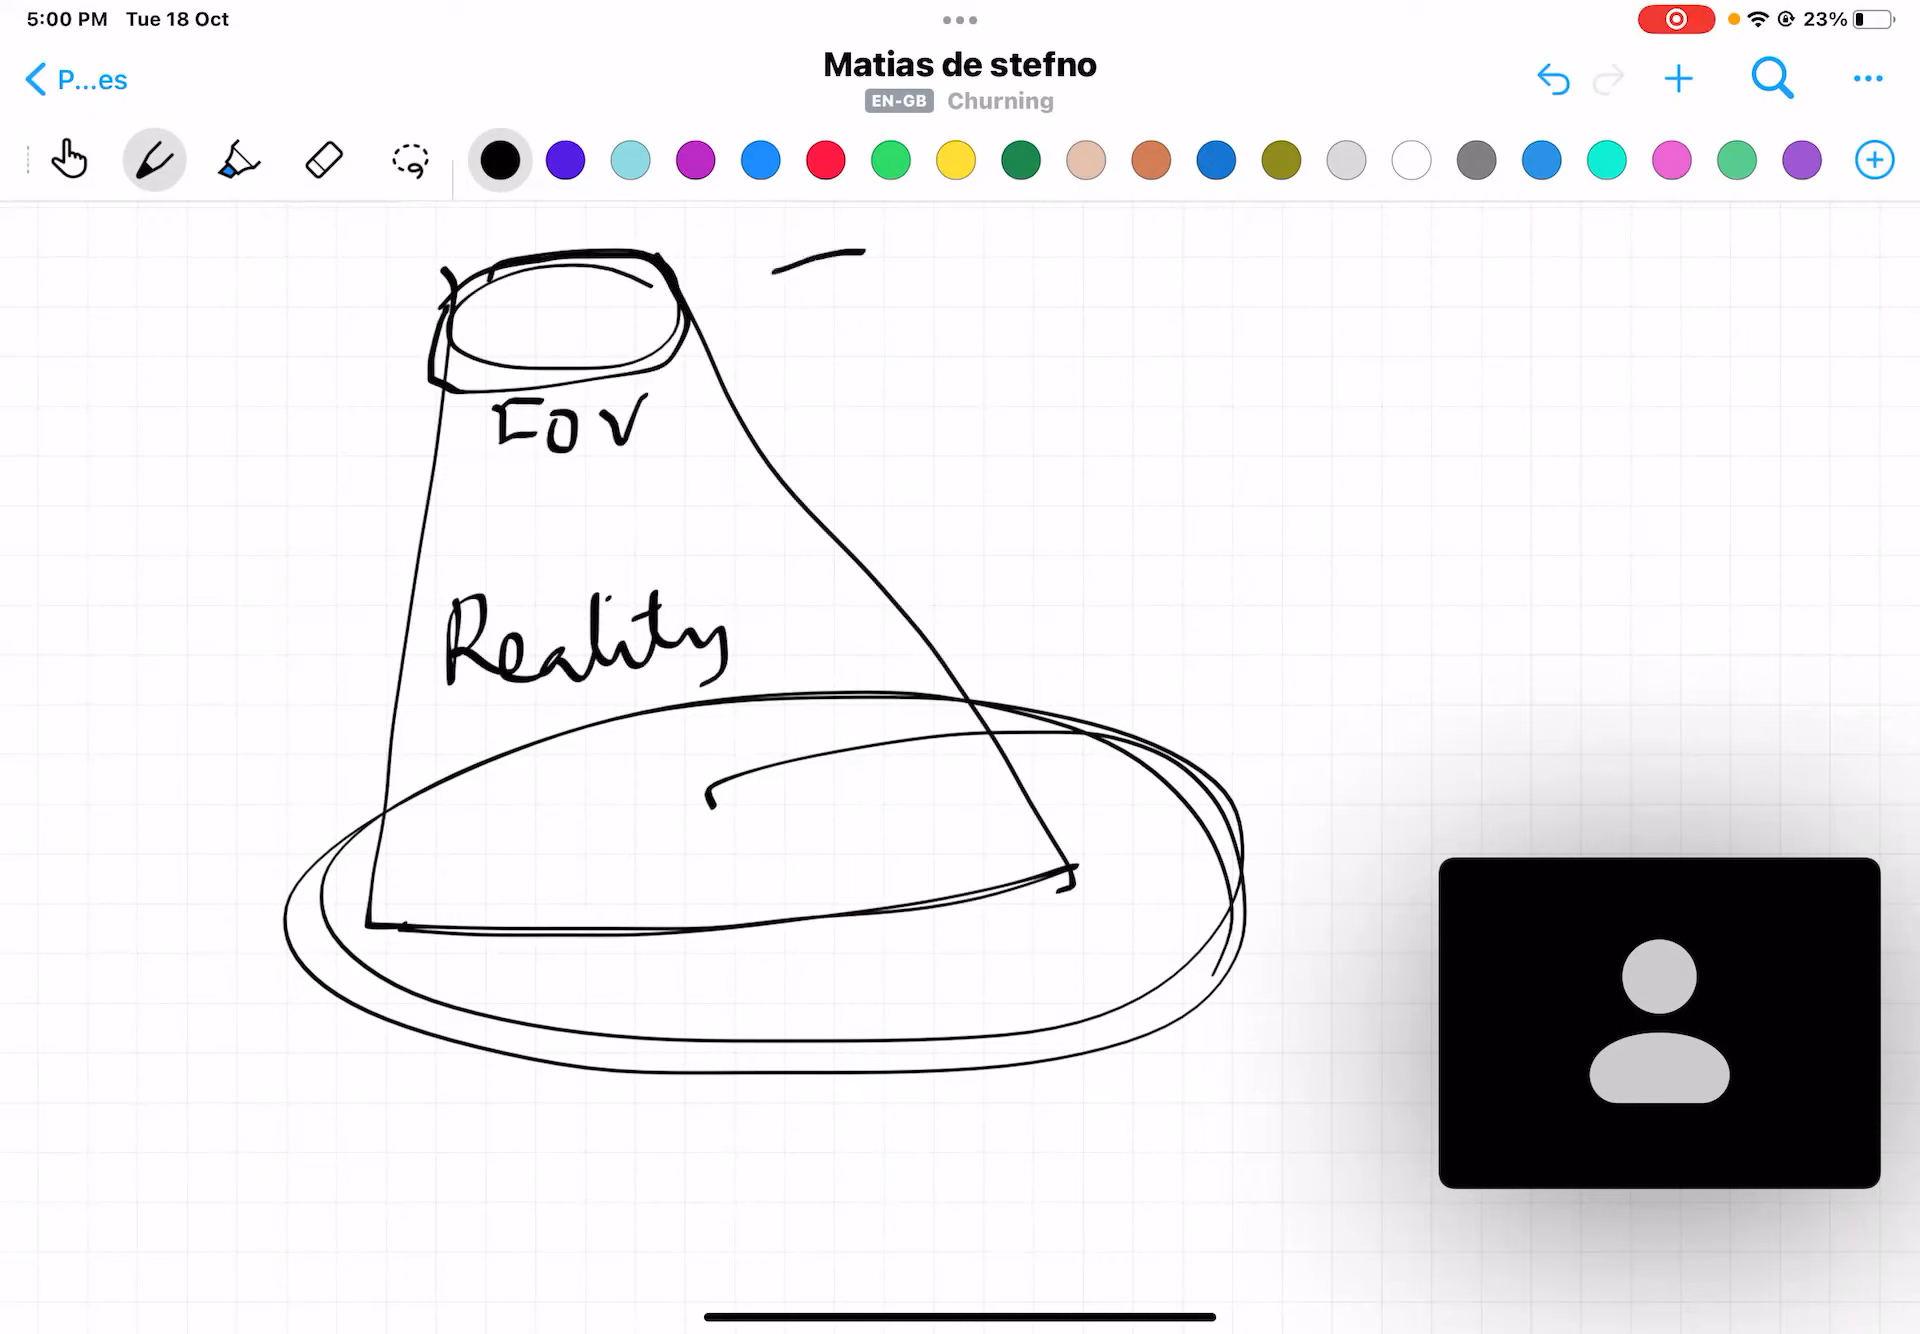 5:00 PM Tue 18 Oct
23%
P...es
Matias de stefno
EN-GB Churning
FOV
Reality